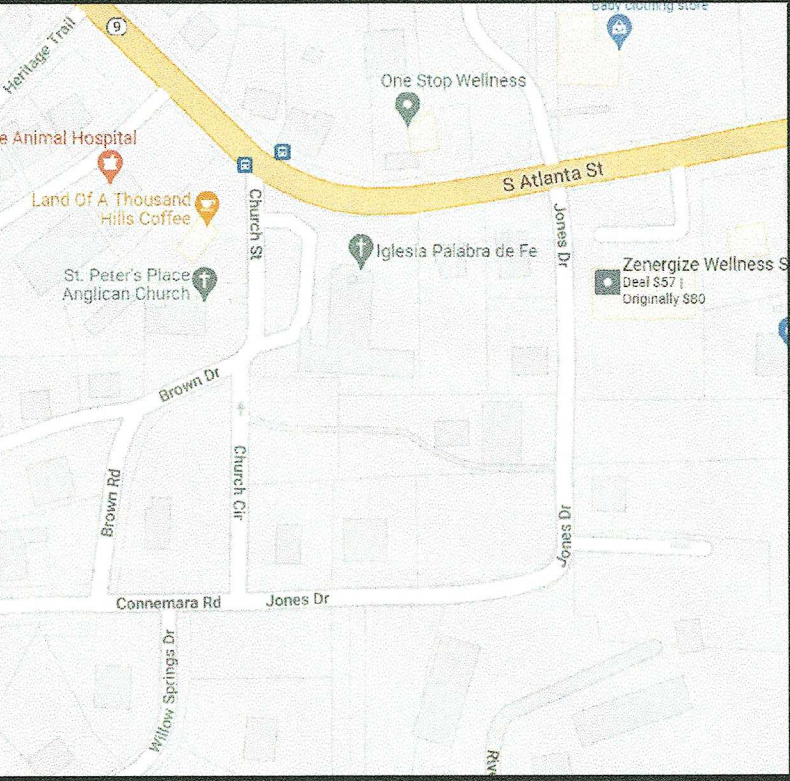 Baby clothing store
9
Heritage Trail
One Stop Wellness
e Animal Hospital
S Atlanta St
Land Of A Thousand
Hills Coffee
Church St
Jones Dr
Iglesia Palabra de Fe
St. Peter's Place
Anglican Church
Zenergize Wellness S
Deal $57 |
Originally $80
Brown Dr
Brown Rd
Church Cir
Jones Dr
Connemara Rd
Jones Dr
Willow Springs Dr
Rive